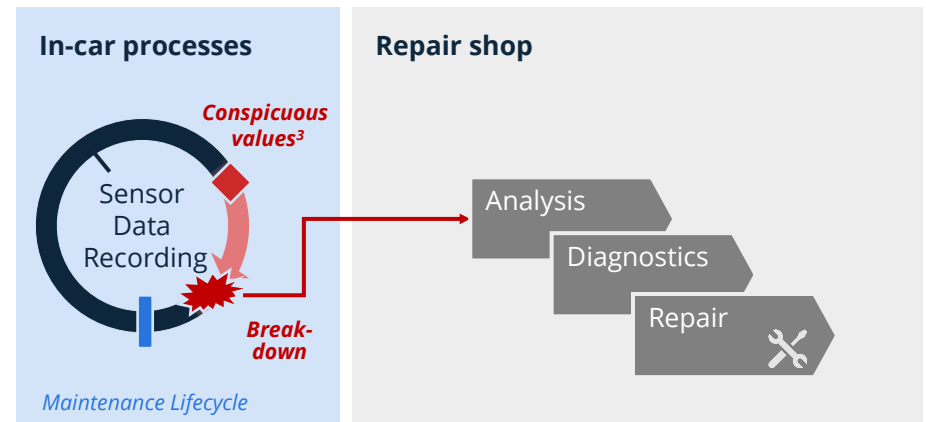 In-car processes
Conspicuous
values³
Sensor
Data
Recording
Break-
down
Maintenance Lifecycle
Repair shop
Analysis
Diagnostics
Repair